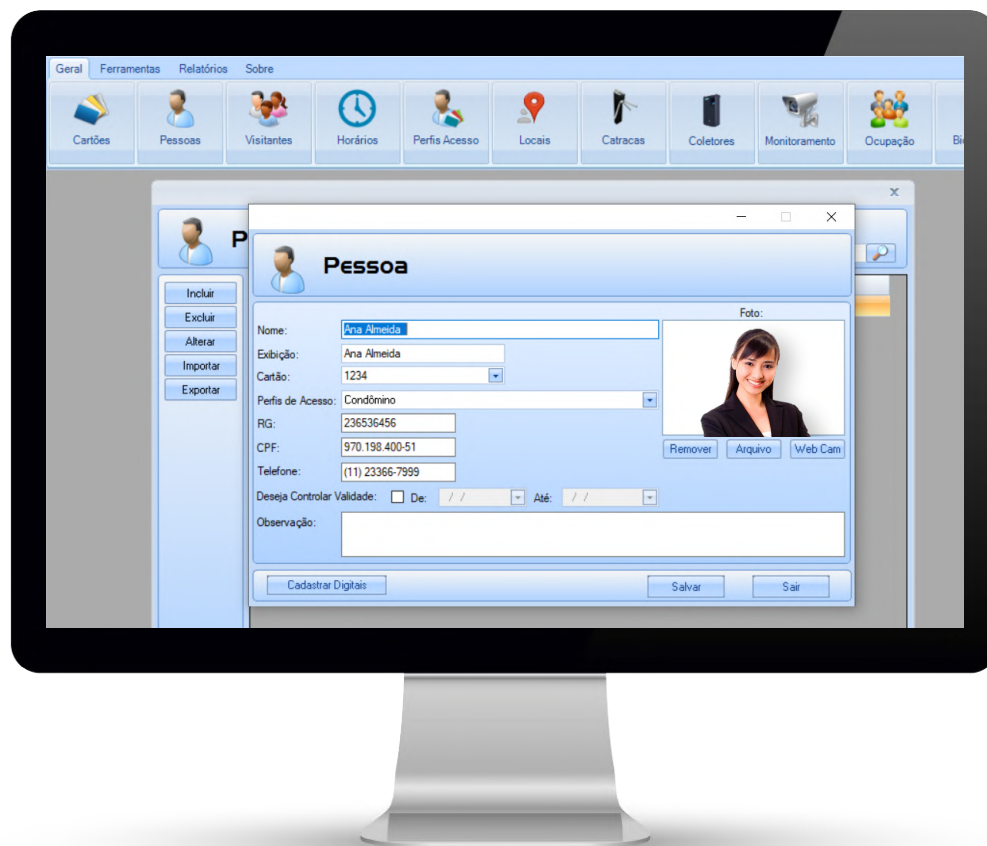 Geral Ferramentas Relatórios Sobre
Cartões Pessoas Visitantes Horários Perfis Acesso Locais Catracas Coletores Monitoramento Ocupação
x
Pessoa
Incluir
Excluir
Alterar
Importar
Exportar
Foto:
Nome: Ana Almeida
Exibição: Ana Almeida
Cartão: 1234
Perfis de Acesso: Condômino
RG: 236536456
CPF: 970.198.400-51
Remover Arquivo Web Cam
Telefone: (11) 23366-7999
Deseja Controlar Validade: De: / / Até: / /
Observação:
Cadastrar Digitais Salvar Sair